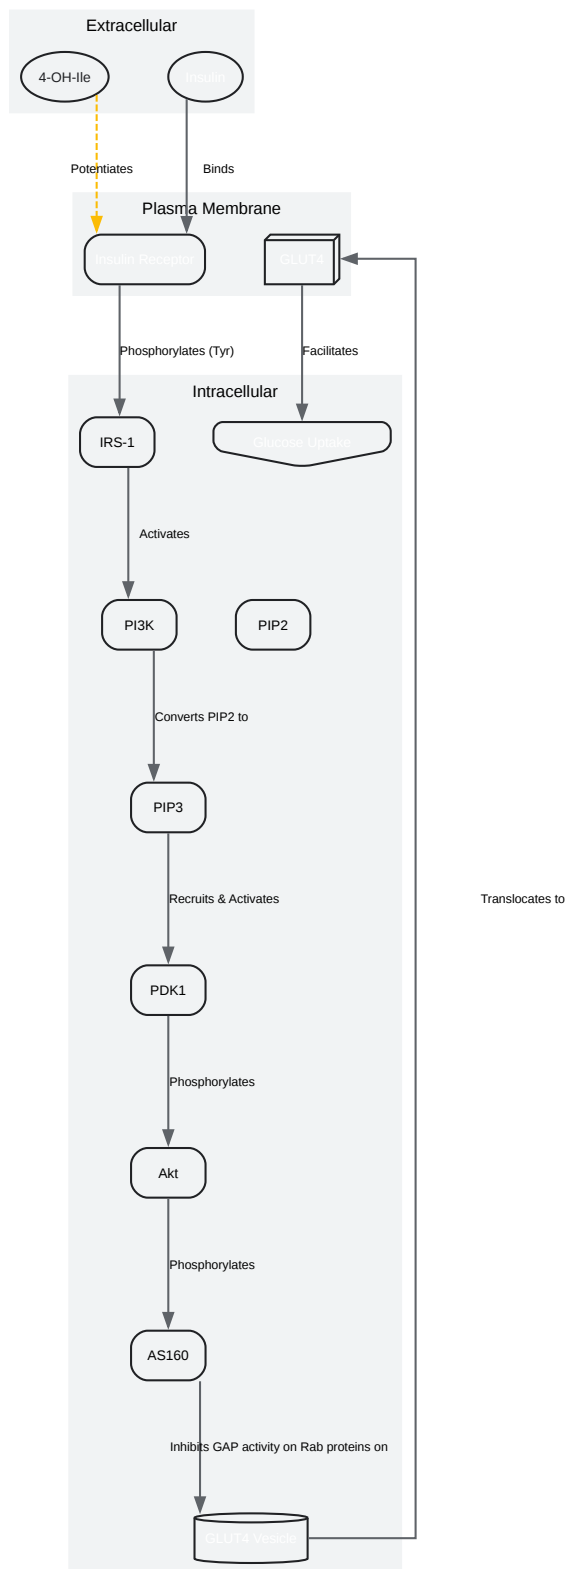 Extracellular
4-OH-Ile
Insulin
Potentiates
Binds
Plasma Membrane
Insulin Receptor
GLUT4
Phosphorylates (Tyr)
Facilitates
Intracellular
IRS-1
Glucose Uptake
Activates
PI3K
PIP2
Converts PIP2 to
PIP3
Recruits & Activates
Translocates to
PDK1
Phosphorylates
Akt
Phosphorylates
AS160
Inhibits GAP activity on Rab proteins on
GLUT4 Vesicle